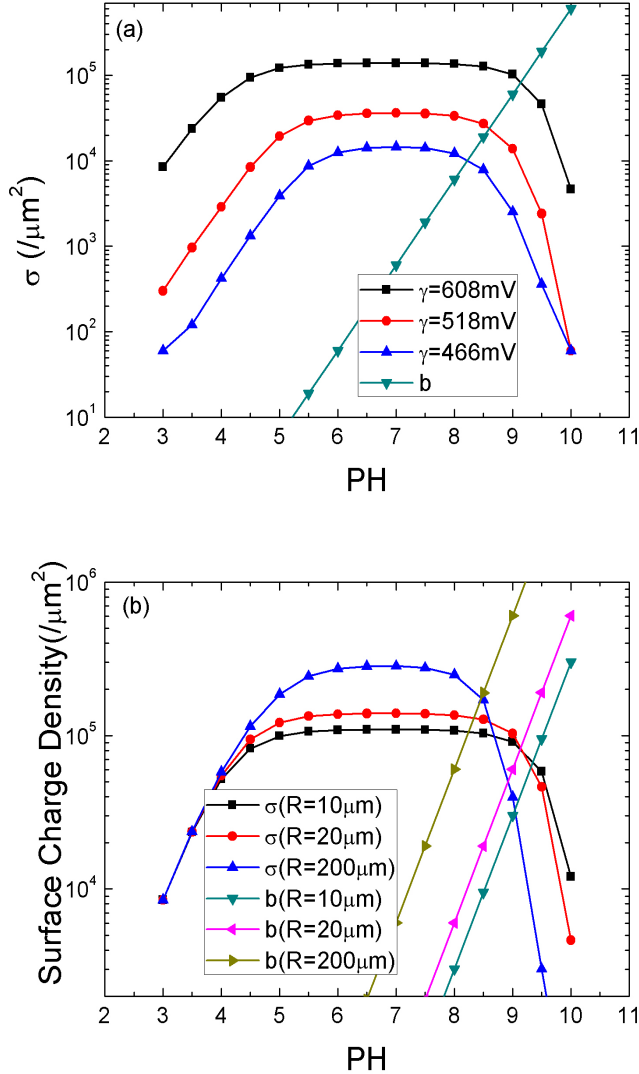 (a)
10⁵
10⁴
10³
10²
10¹
σ (/μm²)
γ=608mV
γ=518mV
γ=466mV
b
2 3 4 5 6 7 8 9 10 11
PH
(b)
10⁶
10⁵
10⁴
Surface Charge Density(/μm²)
σ(R=10μm)
σ(R=20μm)
σ(R=200μm)
b(R=10μm)
b(R=20μm)
b(R=200μm)
2 3 4 5 6 7 8 9 10 11
PH